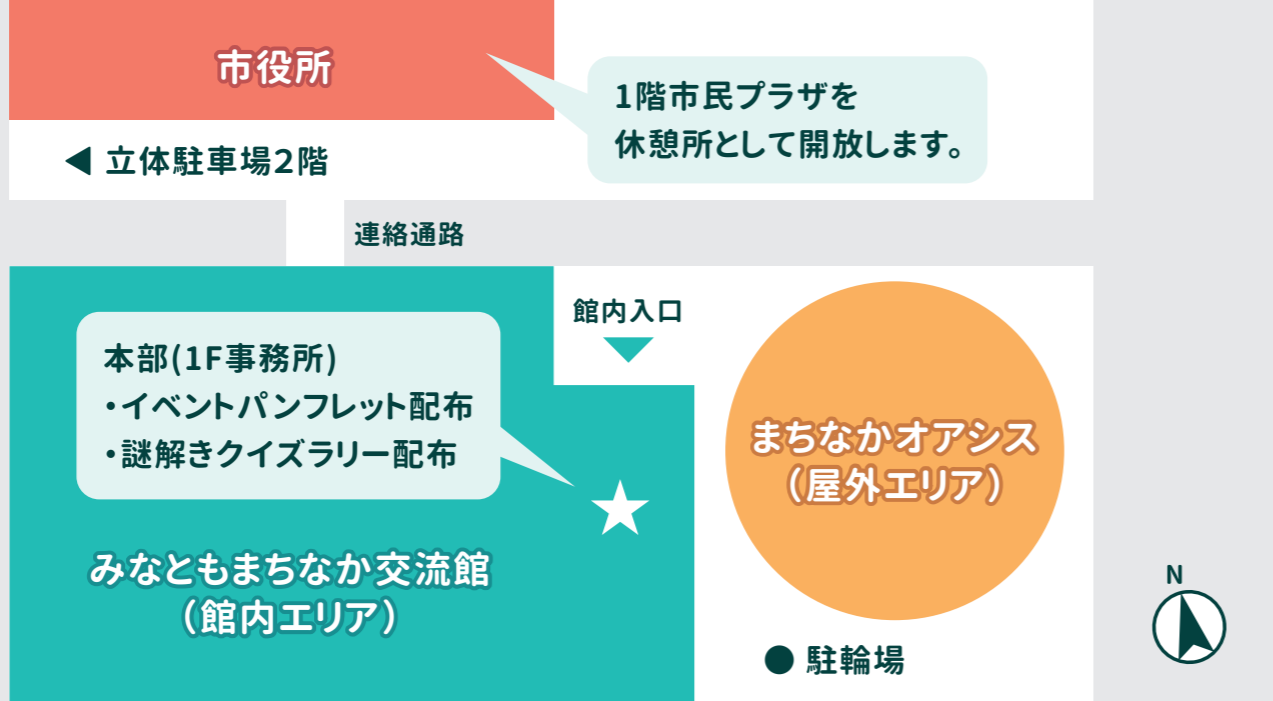 市役所
1階市民プラザを
休憩所として開放します。
◀ 立体駐車場2階
連絡通路
館内入口
本部(1F事務所)
・イベントパンフレット配布
・謎解きクイズラリー配布
まちなかオアシス
（屋外エリア）
みなともまちなか交流館
（館内エリア）
● 駐輪場
N